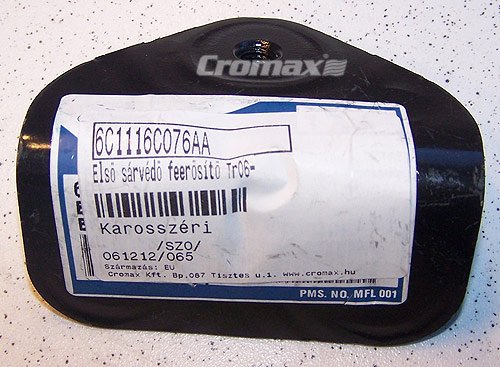 Cromax®
6C1116C076AA
Első sárvédő feerősítő Tr06-
Karosszéri
/SZO/
061212/065
Származás: EU
Cromax Kft. Bp.087 Tisztes u.1. www.cromax.hu
PMS. NO. MFL 001